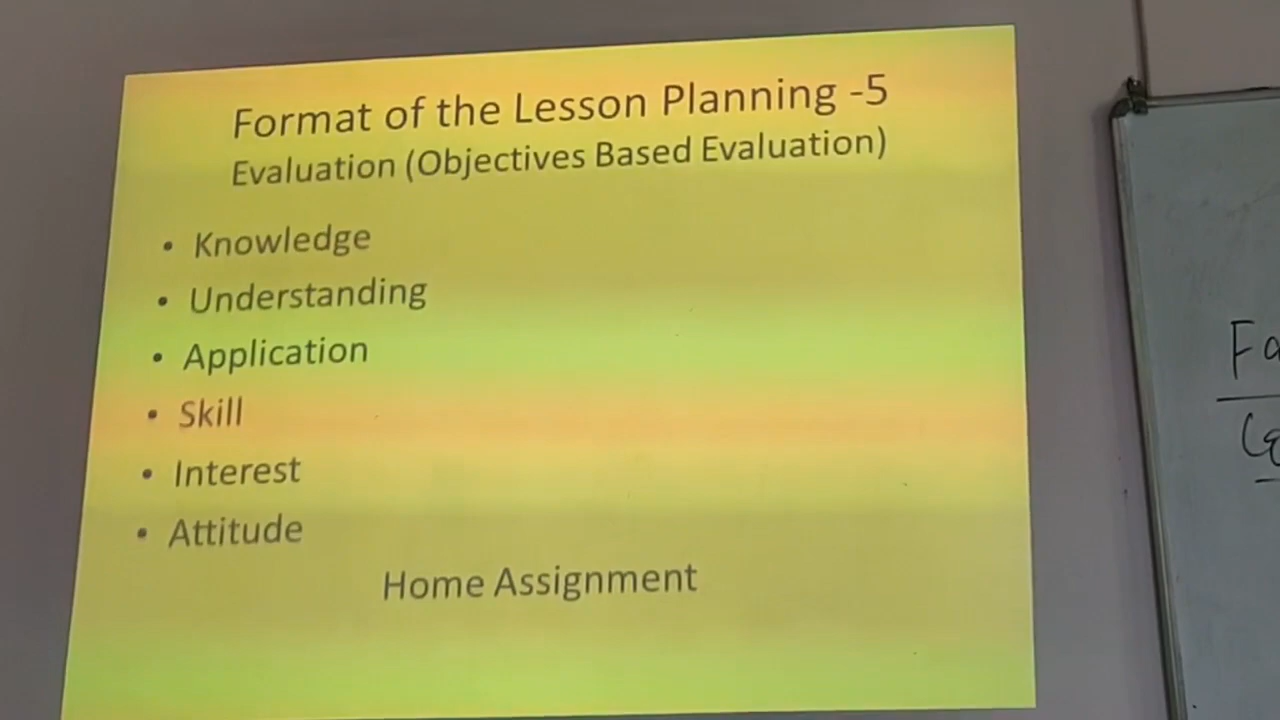 Format of the Lesson Planning -5
Evaluation (Objectives Based Evaluation)
• Knowledge
• Understanding
• Application
• Skill
• Interest
• Attitude
Home Assignment